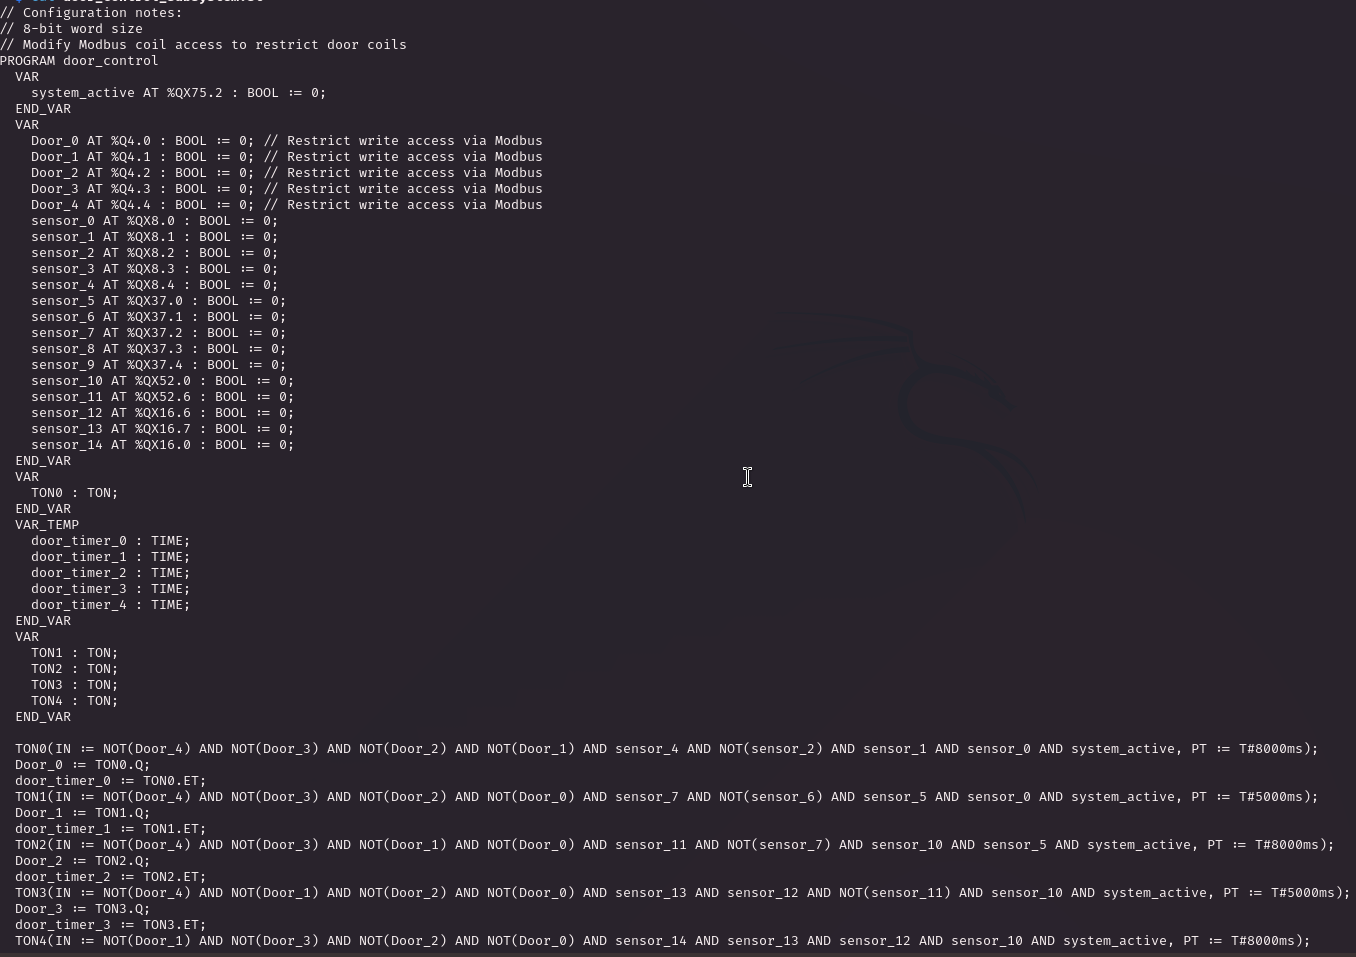 // Configuration notes:
// 8-bit word size
// Modify Modbus coil access to restrict door coils
PROGRAM door_control
  VAR
    system_active AT %QX75.2 : BOOL := 0;
  END_VAR
  VAR
    Door_0 AT %Q4.0 : BOOL := 0; // Restrict write access via Modbus
    Door_1 AT %Q4.1 : BOOL := 0; // Restrict write access via Modbus
    Door_2 AT %Q4.2 : BOOL := 0; // Restrict write access via Modbus
    Door_3 AT %Q4.3 : BOOL := 0; // Restrict write access via Modbus
    Door_4 AT %Q4.4 : BOOL := 0; // Restrict write access via Modbus
    sensor_0 AT %QX8.0 : BOOL := 0;
    sensor_1 AT %QX8.1 : BOOL := 0;
    sensor_2 AT %QX8.2 : BOOL := 0;
    sensor_3 AT %QX8.3 : BOOL := 0;
    sensor_4 AT %QX8.4 : BOOL := 0;
    sensor_5 AT %QX37.0 : BOOL := 0;
    sensor_6 AT %QX37.1 : BOOL := 0;
    sensor_7 AT %QX37.2 : BOOL := 0;
    sensor_8 AT %QX37.3 : BOOL := 0;
    sensor_9 AT %QX37.4 : BOOL := 0;
    sensor_10 AT %QX52.0 : BOOL := 0;
    sensor_11 AT %QX52.6 : BOOL := 0;
    sensor_12 AT %QX16.6 : BOOL := 0;
    sensor_13 AT %QX16.7 : BOOL := 0;
    sensor_14 AT %QX16.0 : BOOL := 0;
  END_VAR
  VAR
    TON0 : TON;
  END_VAR
  VAR_TEMP
    door_timer_0 : TIME;
    door_timer_1 : TIME;
    door_timer_2 : TIME;
    door_timer_3 : TIME;
    door_timer_4 : TIME;
  END_VAR
  VAR
    TON1 : TON;
    TON2 : TON;
    TON3 : TON;
    TON4 : TON;
  END_VAR

  TON0(IN := NOT(Door_4) AND NOT(Door_3) AND NOT(Door_2) AND NOT(Door_1) AND sensor_4 AND NOT(sensor_2) AND sensor_1 AND sensor_0 AND system_active, PT := T#8000ms);
  Door_0 := TON0.Q;
  door_timer_0 := TON0.ET;
  TON1(IN := NOT(Door_4) AND NOT(Door_3) AND NOT(Door_2) AND NOT(Door_0) AND sensor_7 AND NOT(sensor_6) AND sensor_5 AND sensor_0 AND system_active, PT := T#5000ms);
  Door_1 := TON1.Q;
  door_timer_1 := TON1.ET;
  TON2(IN := NOT(Door_4) AND NOT(Door_3) AND NOT(Door_1) AND NOT(Door_0) AND sensor_11 AND NOT(sensor_7) AND sensor_10 AND sensor_5 AND system_active, PT := T#8000ms);
  Door_2 := TON2.Q;
  door_timer_2 := TON2.ET;
  TON3(IN := NOT(Door_4) AND NOT(Door_1) AND NOT(Door_2) AND NOT(Door_0) AND sensor_13 AND sensor_12 AND NOT(sensor_11) AND sensor_10 AND system_active, PT := T#5000ms);
  Door_3 := TON3.Q;
  door_timer_3 := TON3.ET;
  TON4(IN := NOT(Door_1) AND NOT(Door_3) AND NOT(Door_2) AND NOT(Door_0) AND sensor_14 AND sensor_13 AND sensor_12 AND sensor_10 AND system_active, PT := T#8000ms);